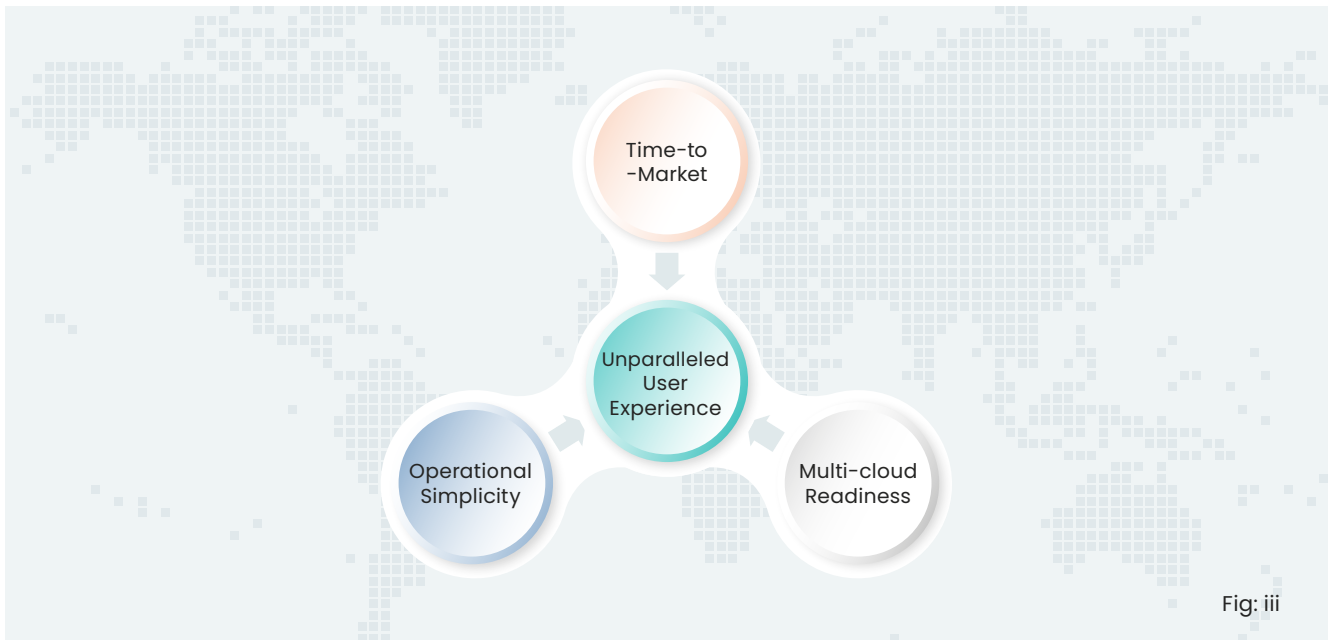 Time-to
-Market
Unparalleled
User
Experience
Operational
Simplicity
Multi-cloud
Readiness
Fig: iii